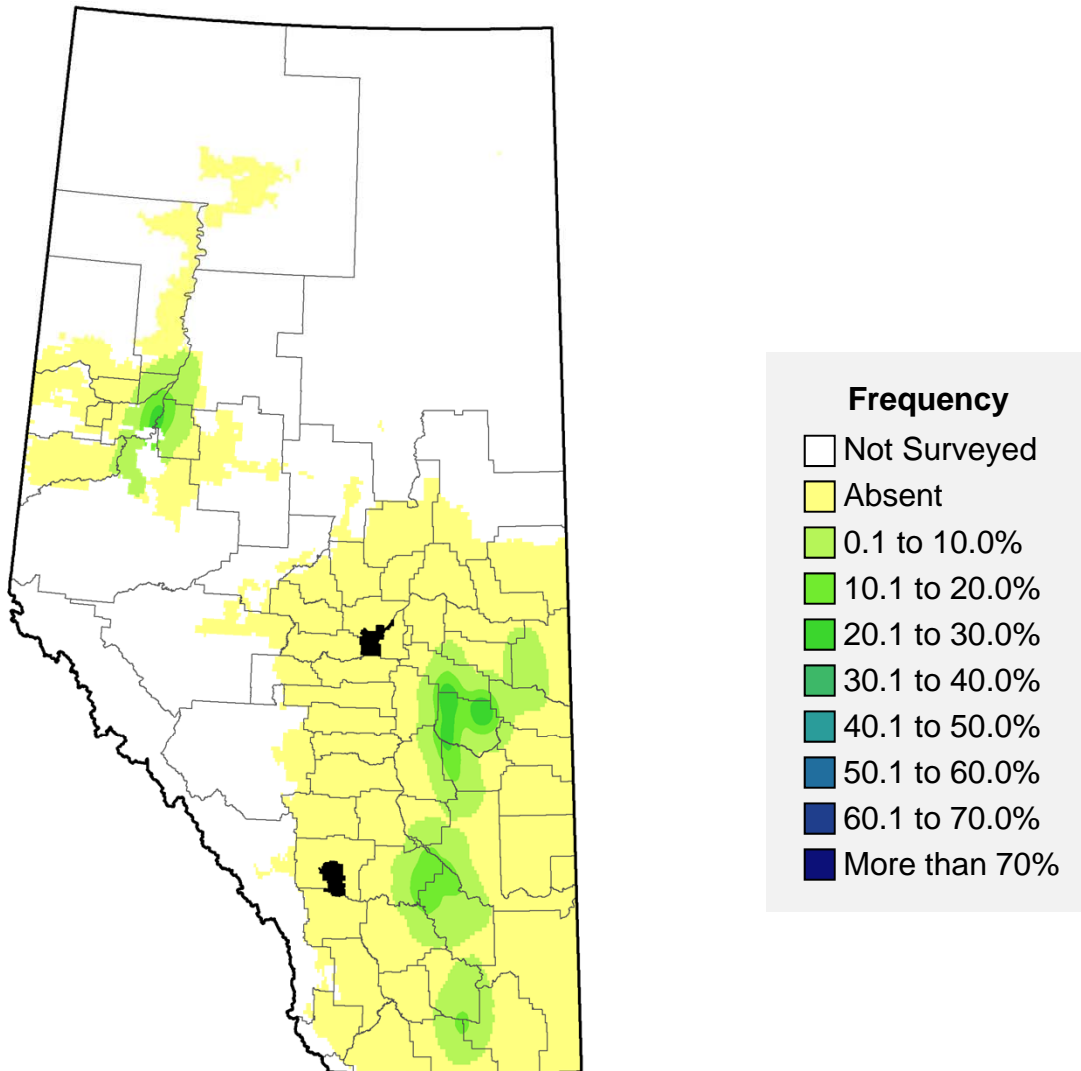 Frequency
Not Surveyed
Absent
0.1 to 10.0%
10.1 to 20.0%
20.1 to 30.0%
30.1 to 40.0%
40.1 to 50.0%
50.1 to 60.0%
60.1 to 70.0%
More than 70%